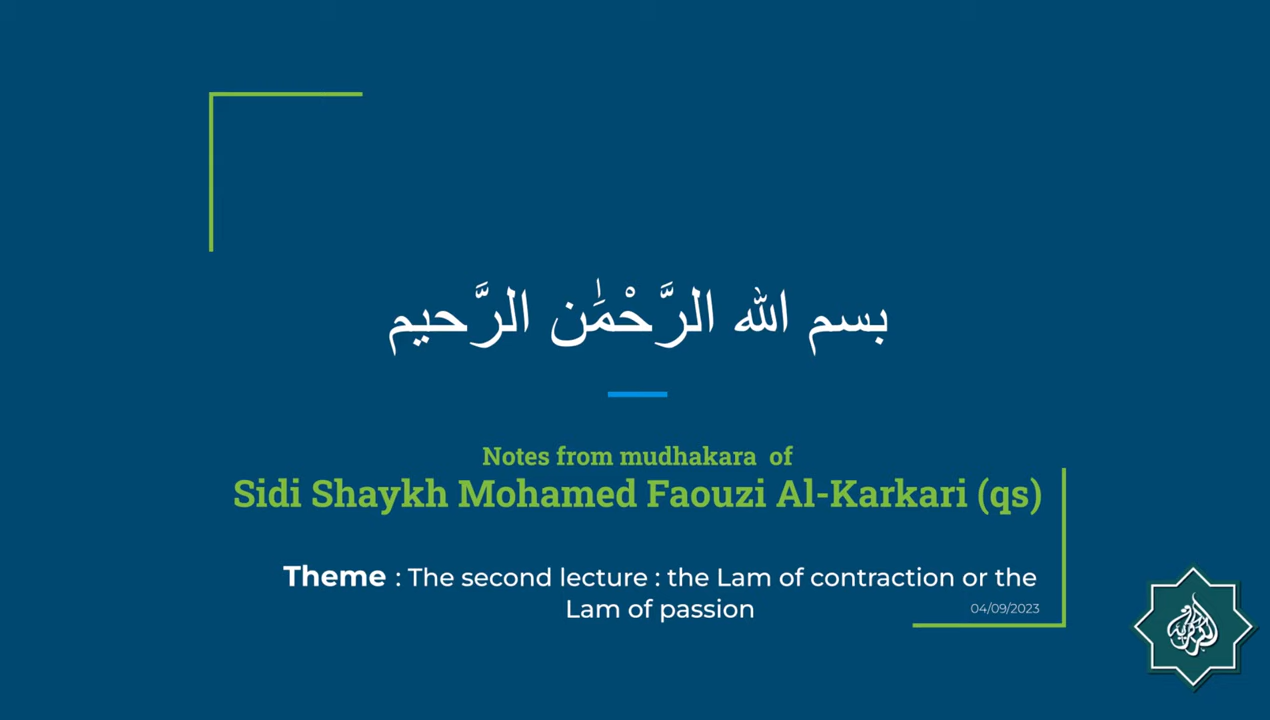 بسم الله الرَّحْمَٰن الرَّحيم
Notes from mudhakara of
Sidi Shaykh Mohamed Faouzi Al-Karkari (qs)
Theme : The second lecture : the Lam of contraction or the
Lam of passion
04/09/2023